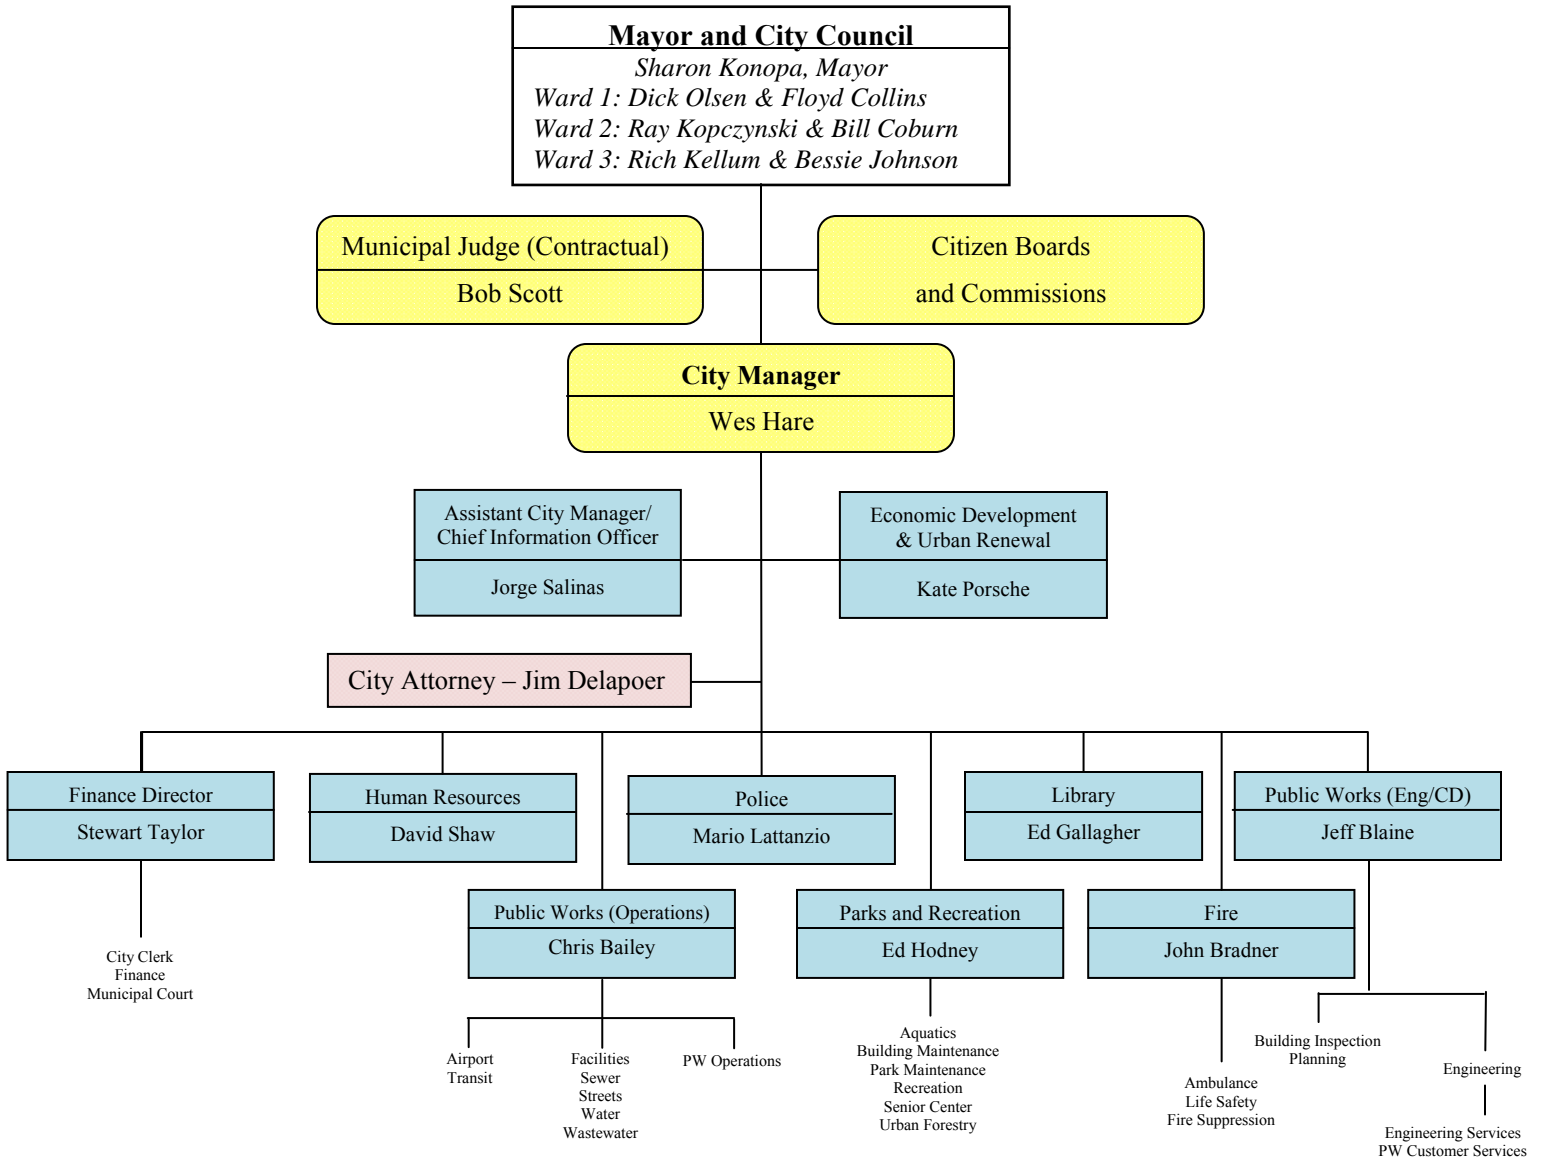 Mayor and City Council
Sharon Konopa, Mayor
Ward 1: Dick Olsen & Floyd Collins
Ward 2: Ray Kopczynski & Bill Coburn
Ward 3: Rich Kellum & Bessie Johnson
Municipal Judge (Contractual)
Bob Scott
Citizen Boards
and Commissions
City Manager
Wes Hare
Assistant City Manager/
Chief Information Officer
Jorge Salinas
Economic Development
& Urban Renewal
Kate Porsche
City Attorney – Jim Delapoer
Finance Director
Stewart Taylor
City Clerk
Finance
Municipal Court
Human Resources
David Shaw
Public Works (Operations)
Chris Bailey
Airport
Transit
Facilities
Sewer
Streets
Water
Wastewater
PW Operations
Police
Mario Lattanzio
Parks and Recreation
Ed Hodney
Aquatics
Building Maintenance
Park Maintenance
Recreation
Senior Center
Urban Forestry
Library
Ed Gallagher
Fire
John Bradner
Ambulance
Life Safety
Fire Suppression
Public Works (Eng/CD)
Jeff Blaine
Building Inspection
Planning
Engineering
Engineering Services
PW Customer Services